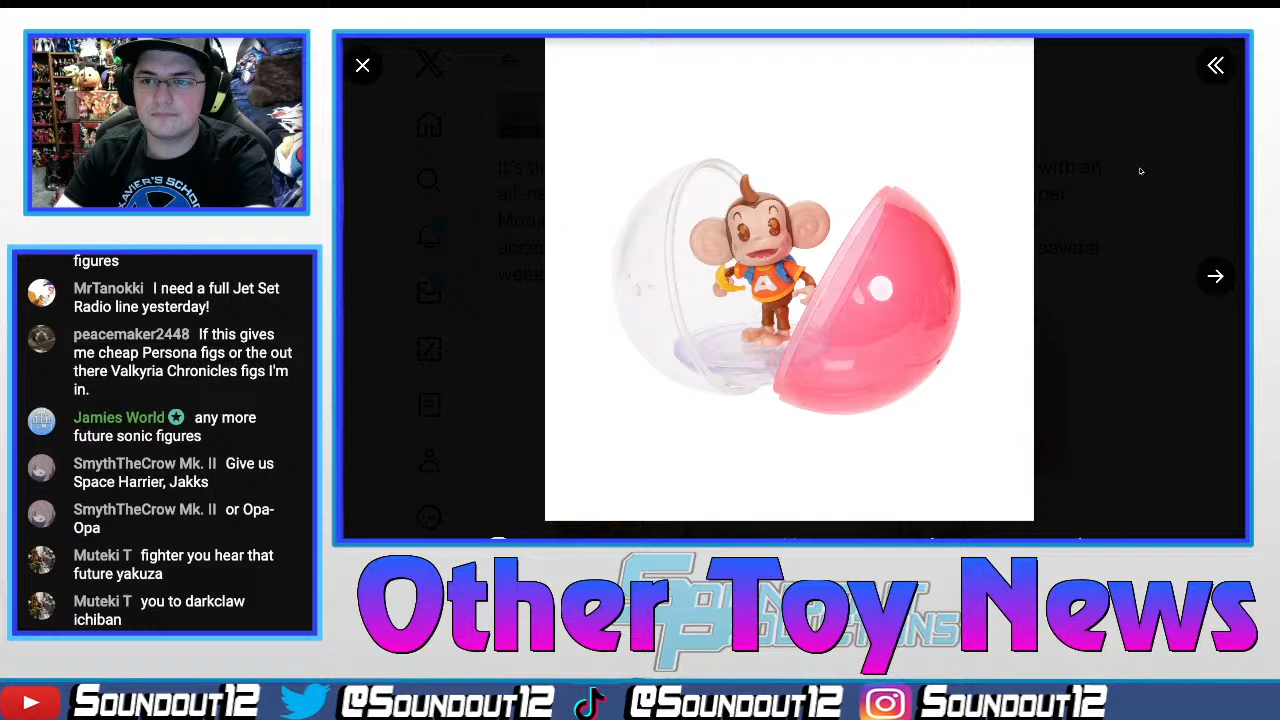 XAVIER'S SCHOOL
figures
MrTanokki I need a full Jet Set
Radio line yesterday!
peacemaker2448 If this gives
me cheap Persona figs or the out
there Valkyria Chronicles figs I'm
in.
Jamies World any more
future sonic figures
SmythTheCrow Mk. II Give us
Space Harrier, Jakks
SmythTheCrow Mk. II or Opa-
Opa
Muteki T fighter you hear that
future yakuza
Muteki T you to darkclaw
ichiban
A
Other Toy News
Soundout12 @Soundout12 @Soundout12 Soundout12